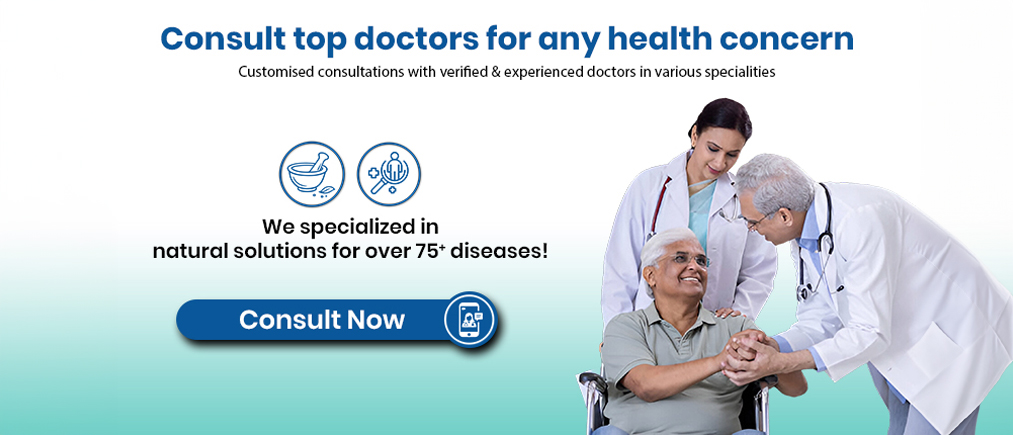 Consult top doctors for any health concern
Customised consultations with verified & experienced doctors in various specialities
We specialized in
natural solutions for over 75⁺ diseases!
Consult Now